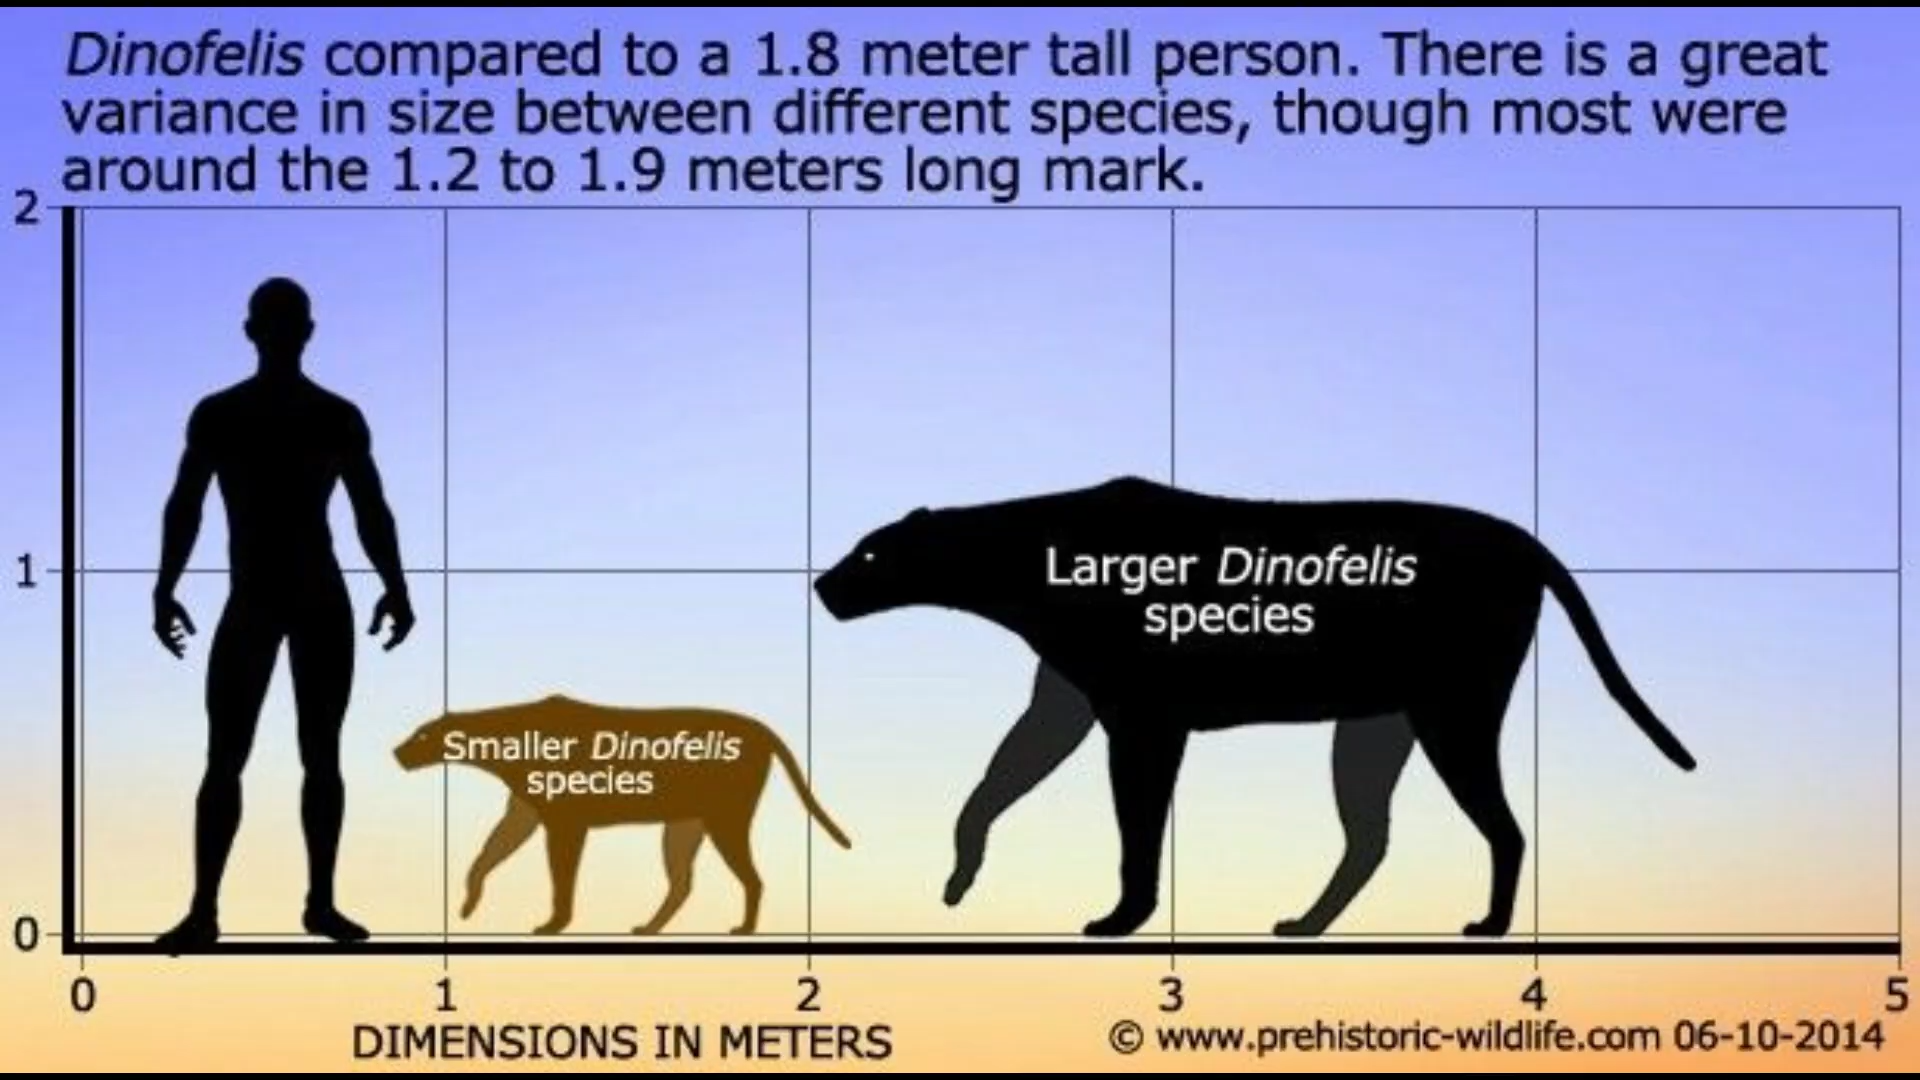 Dinofelis compared to a 1.8 meter tall person. There is a great
variance in size between different species, though most were
around the 1.2 to 1.9 meters long mark.
2
1
0
Larger Dinofelis
species
Smaller Dinofelis
species
0 1 2 3 4 5
DIMENSIONS IN METERS
© www.prehistoric-wildlife.com 06-10-2014